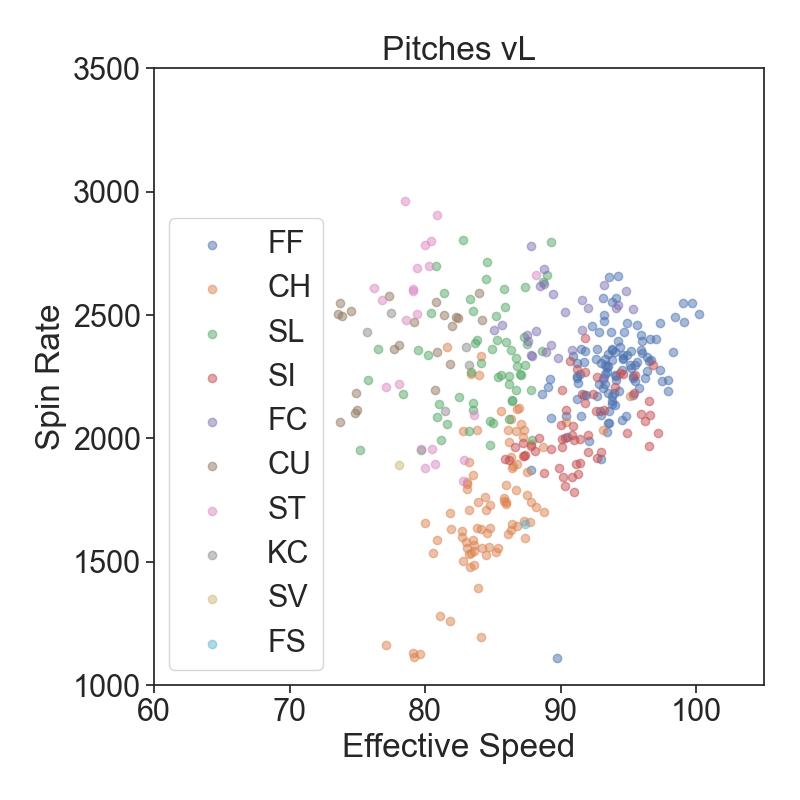 Pitches vL
3500
3000
2500
2000
1500
1000
Spin Rate
FF
CH
SL
SI
FC
CU
ST
KC
SV
FS
60 70 80 90 100
Effective Speed